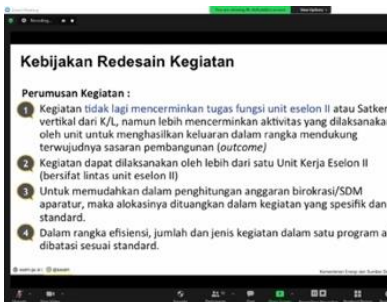 Recording...
View Options
Kebijakan Redesain Kegiatan
Perumusan Kegiatan :
1 Kegiatan tidak lagi mencerminkan tugas fungsi unit eselon II atau Satker
vertikal dari K/L, namun lebih mencerminkan aktivitas yang dilaksanaka
oleh unit untuk menghasilkan keluaran dalam rangka mendukung
terwujudnya sasaran pembangunan (outcome)
2 Kegiatan dapat dilaksanakan oleh lebih dari satu Unit Kerja Eselon II
(bersifat lintas unit eselon II)
3 Untuk memudahkan dalam penghitungan anggaran birokrasi/SDM
aparatur, maka alokasinya dituangkan dalam kegiatan yang spesifik dan
standard.
4 Dalam rangka efisiensi, jumlah dan jenis kegiatan dalam satu program a
dibatasi sesuai standard.